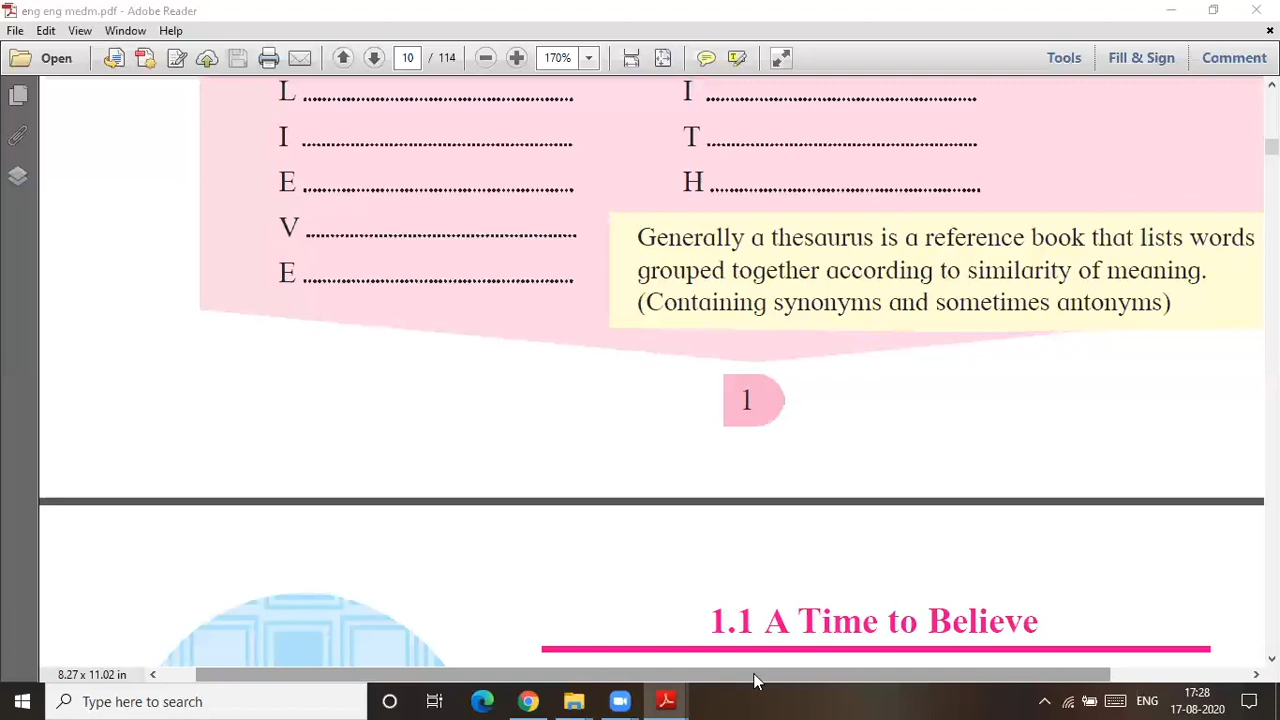 eng eng medm.pdf - Adobe Reader
File Edit View Window Help
Open 10 / 114 170% Tools Fill & Sign Comment
L ........................................................... I ...........................................................
I ........................................................... T ...........................................................
E ........................................................... H ...........................................................
V ...........................................................
E ...........................................................
Generally a thesaurus is a reference book that lists words
grouped together according to similarity of meaning.
(Containing synonyms and sometimes antonyms)
1
1.1 A Time to Believe
8.27 x 11.02 in
Type here to search
ENG
17:28
17-08-2020